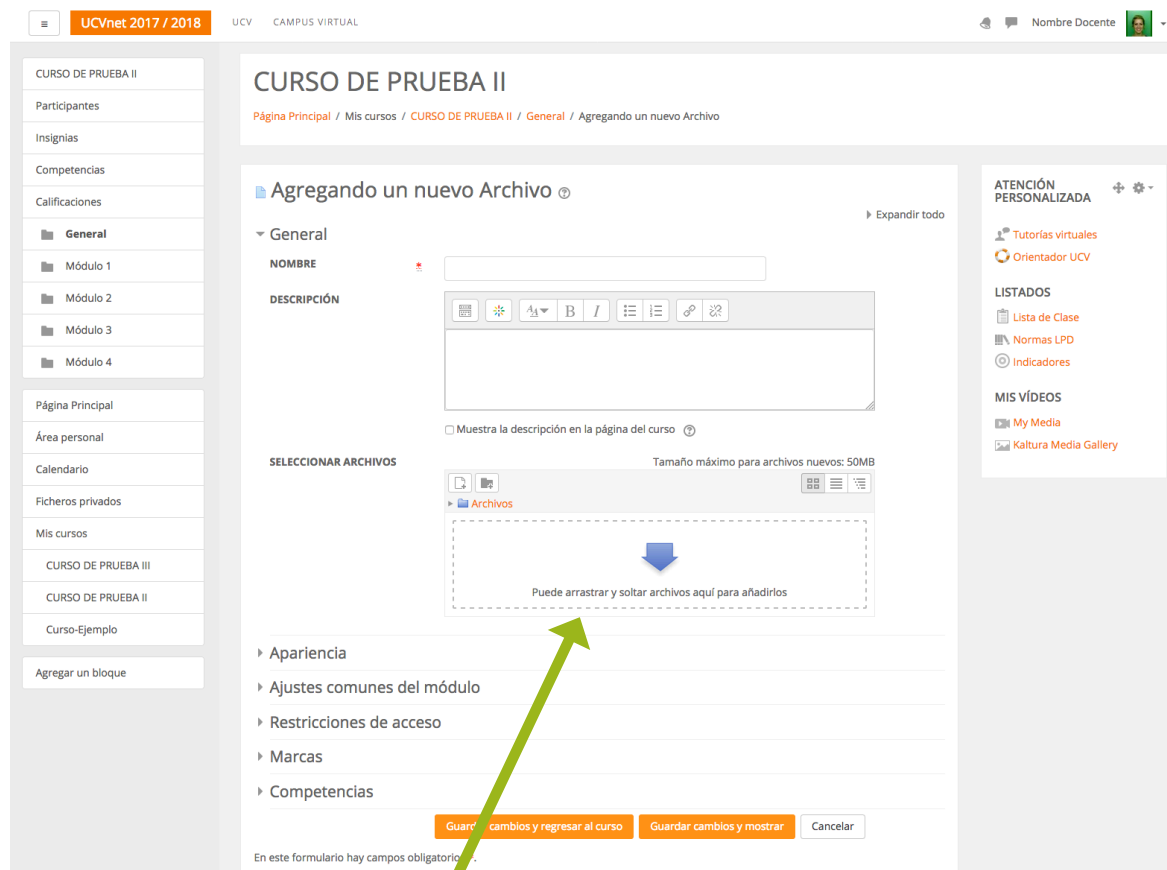 ≡ UCVnet 2017 / 2018 UCV CAMPUS VIRTUAL Nombre Docente
CURSO DE PRUEBA II
Participantes
Insignias
Competencias
Calificaciones
General
Módulo 1
Módulo 2
Módulo 3
Módulo 4
Página Principal
Área personal
Calendario
Ficheros privados
Mis cursos
CURSO DE PRUEBA III
CURSO DE PRUEBA II
Curso-Ejemplo
Agregar un bloque
CURSO DE PRUEBA II
Página Principal / Mis cursos / CURSO DE PRUEBA II / General / Agregando un nuevo Archivo
Agregando un nuevo Archivo
Expandir todo
General
NOMBRE *
DESCRIPCIÓN
B I
Muestra la descripción en la página del curso
SELECCIONAR ARCHIVOS Tamaño máximo para archivos nuevos: 50MB
Archivos
Puede arrastrar y soltar archivos aquí para añadirlos
Apariencia
Ajustes comunes del módulo
Restricciones de acceso
Marcas
Competencias
Guardar cambios y regresar al curso Guardar cambios y mostrar Cancelar
En este formulario hay campos obligatorio
ATENCIÓN
PERSONALIZADA
Tutorías virtuales
Orientador UCV
LISTADOS
Lista de Clase
Normas LPD
Indicadores
MIS VÍDEOS
My Media
Kaltura Media Gallery